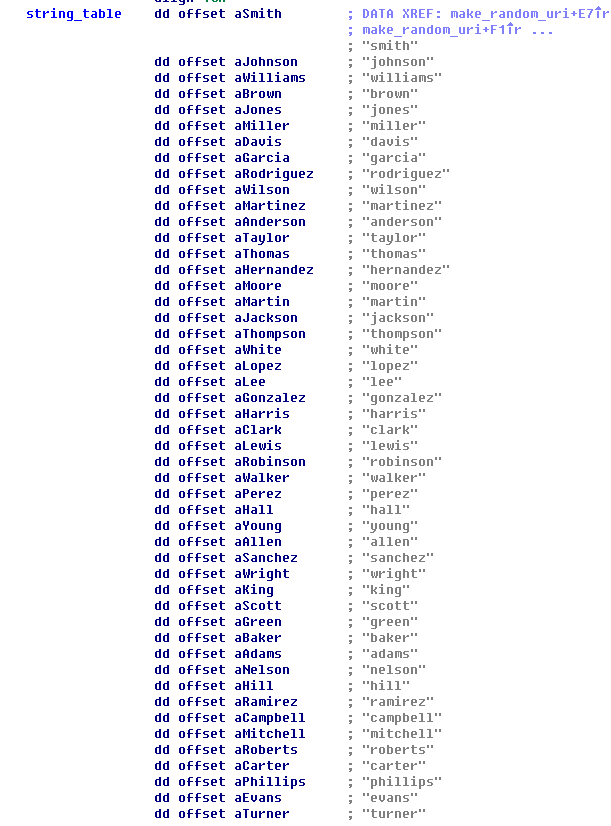 string_table dd offset aSmith ; DATA XREF: make_random_uri+E7↑r
; make_random_uri+F1↑r ...
; "smith"
dd offset aJohnson ; "johnson"
dd offset aWilliams ; "williams"
dd offset aBrown ; "brown"
dd offset aJones ; "jones"
dd offset aMiller ; "miller"
dd offset aDavis ; "davis"
dd offset aGarcia ; "garcia"
dd offset aRodriguez ; "rodriguez"
dd offset aWilson ; "wilson"
dd offset aMartinez ; "martinez"
dd offset aAnderson ; "anderson"
dd offset aTaylor ; "taylor"
dd offset aThomas ; "thomas"
dd offset aHernandez ; "hernandez"
dd offset aMoore ; "moore"
dd offset aMartin ; "martin"
dd offset aJackson ; "jackson"
dd offset aThompson ; "thompson"
dd offset aWhite ; "white"
dd offset aLopez ; "lopez"
dd offset aLee ; "lee"
dd offset aGonzalez ; "gonzalez"
dd offset aHarris ; "harris"
dd offset aClark ; "clark"
dd offset aLewis ; "lewis"
dd offset aRobinson ; "robinson"
dd offset aWalker ; "walker"
dd offset aPerez ; "perez"
dd offset aHall ; "hall"
dd offset aYoung ; "young"
dd offset aAllen ; "allen"
dd offset aSanchez ; "sanchez"
dd offset aWright ; "wright"
dd offset aKing ; "king"
dd offset aScott ; "scott"
dd offset aGreen ; "green"
dd offset aBaker ; "baker"
dd offset aAdams ; "adams"
dd offset aNelson ; "nelson"
dd offset aHill ; "hill"
dd offset aRamirez ; "ramirez"
dd offset aCampbell ; "campbell"
dd offset aMitchell ; "mitchell"
dd offset aRoberts ; "roberts"
dd offset aCarter ; "carter"
dd offset aPhillips ; "phillips"
dd offset aEvans ; "evans"
dd offset aTurner ; "turner"